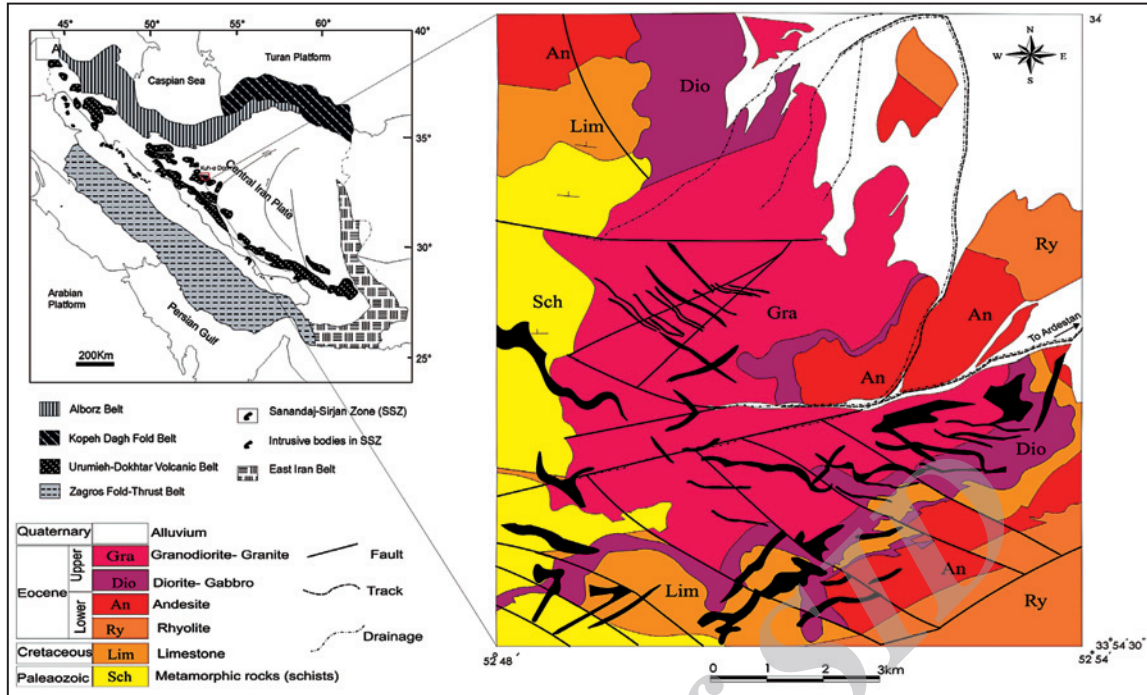 45°
50°
55°
60°
40°
35°
30°
25°
A
Turan Platform
Caspian Sea
Kuh-e Dom
Central Iran Plate
Arabian
Platform
Persian Gulf
200Km
Alborz Belt
Kopeh Dagh Fold Belt
Urumieh-Dokhtar Volcanic Belt
Zagros Fold-Thrust Belt
Sanandaj-Sirjan Zone (SSZ)
Intrusive bodies in SSZ
East Iran Belt
Quaternary
Alluvium
Eocene
Upper
Gra
Granodiorite- Granite
Dio
Diorite- Gabbro
Lower
An
Andesite
Ry
Rhyolite
Cretaceous
Lim
Limestone
Paleaozoic
Sch
Metamorphic rocks (schists)
Fault
Track
Drainage
34
N
W E
S
An
Dio
Lim
Ry
Sch
Gra
An
To Ardestan
An
Dio
An
Lim
Ry
52 48
52 54
33 54 30
0 1 2 3km
SID